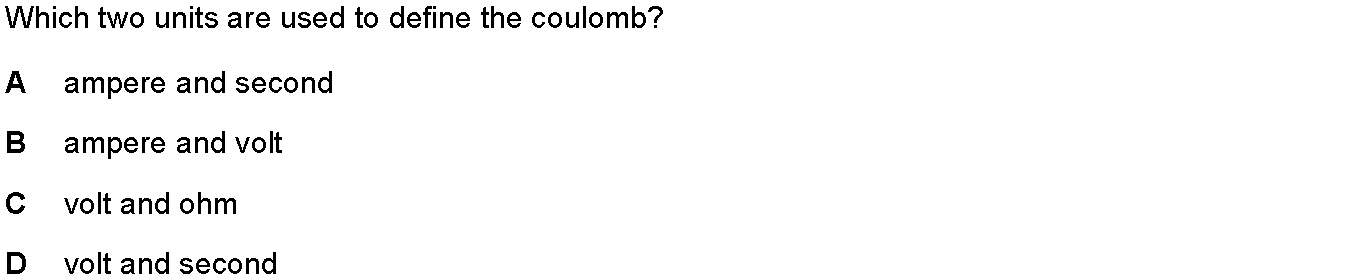 Which two units are used to define the coulomb?
A ampere and second
B ampere and volt
C volt and ohm
D volt and second